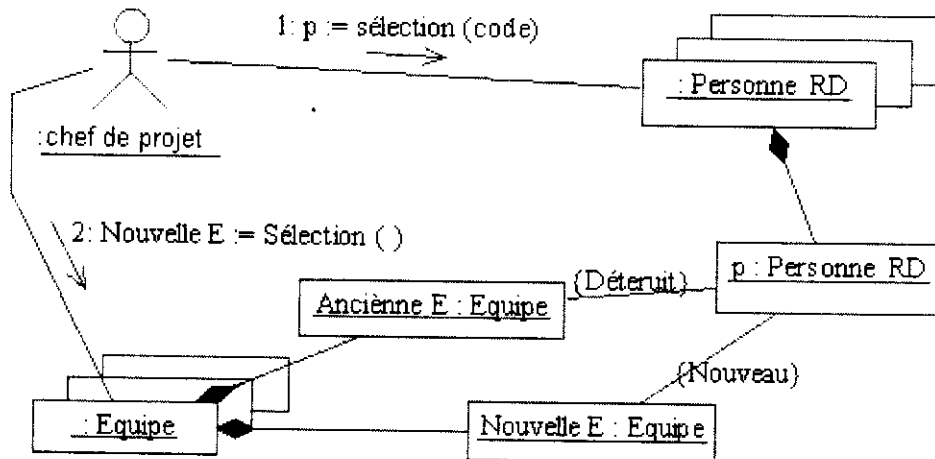 1: p := sélection (code)
: Personne RD
:chef de projet
2: Nouvelle E := Sélection ( )
{Déteruit}
p : Personne RD
Ancienne E : Equipe
{Nouveau}
: Equipe
Nouvelle E : Equipe